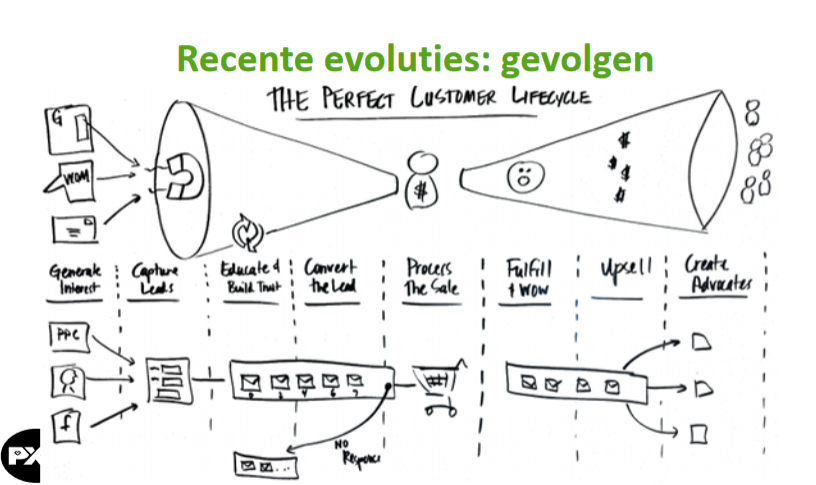 Recente evoluties: gevolgen
THE PERFECT CUSTOMER LIFECYCLE
G
WOM
$
$
$
$
$
Generate
Interest
Capture
Leads
Educate &
Build Trust
Convert
the Lead
Process
The Sale
Fulfill
+ WOW
Upsell
Create
Advocates
PPC
f
NO
Response
PX